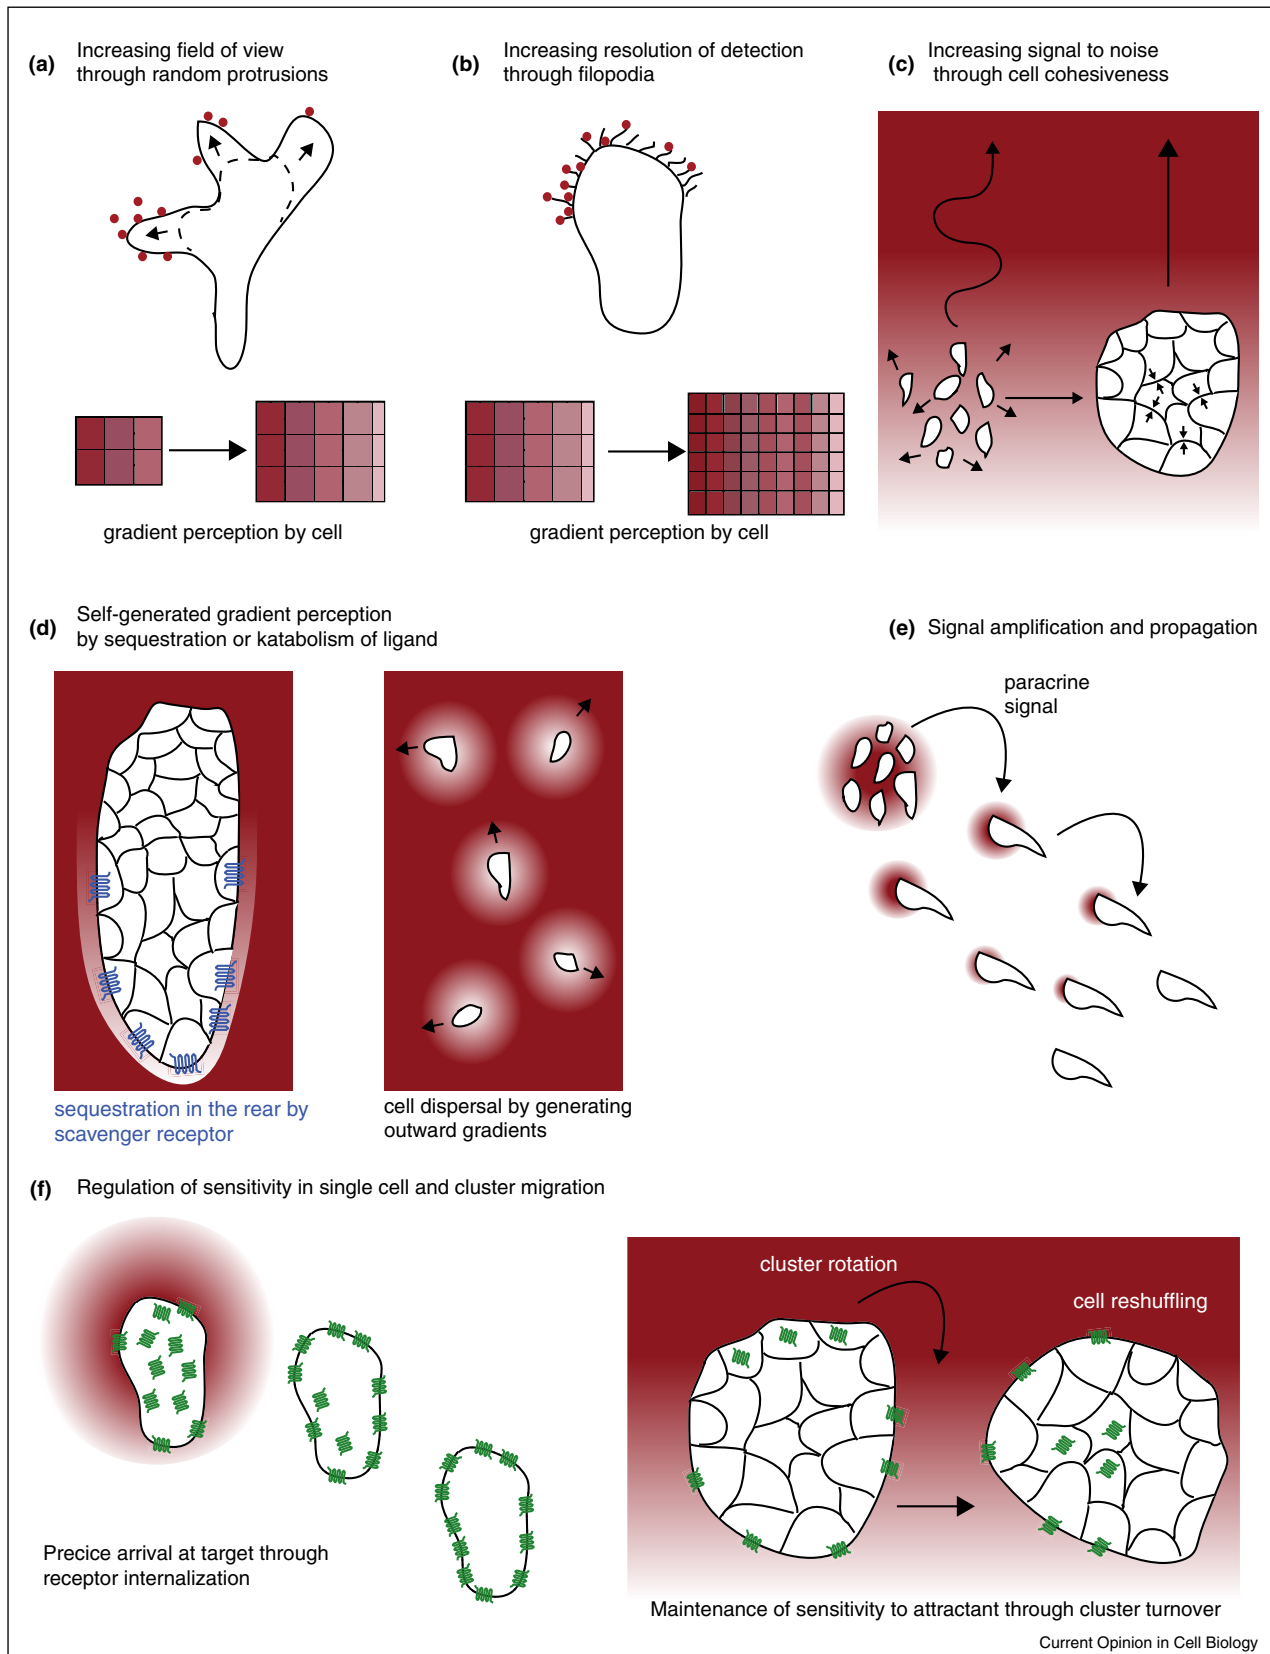 (a) Increasing field of view
through random protrusions
(b) Increasing resolution of detection
through filopodia
(c) Increasing signal to noise
through cell cohesiveness
gradient perception by cell
gradient perception by cell
(d) Self-generated gradient perception
by sequestration or katabolism of ligand
sequestration in the rear by
scavenger receptor
cell dispersal by generating
outward gradients
(e) Signal amplification and propagation
paracrine
signal
(f) Regulation of sensitivity in single cell and cluster migration
Precice arrival at target through
receptor internalization
cluster rotation
cell reshuffling
Maintenance of sensitivity to attractant through cluster turnover
Current Opinion in Cell Biology